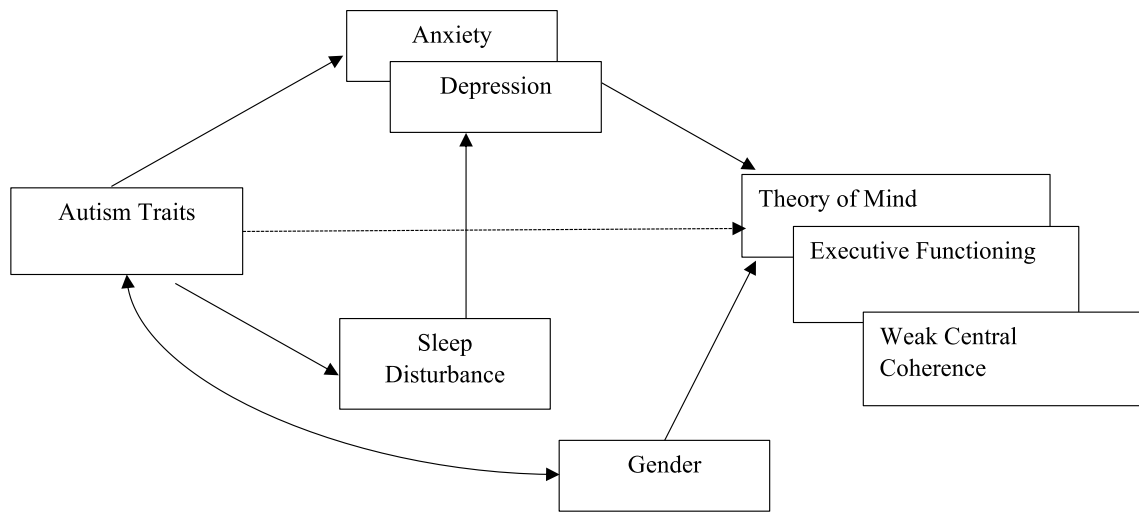 Anxiety
Depression
Autism Traits
Theory of Mind
Executive Functioning
Sleep
Disturbance
Weak Central
Coherence
Gender